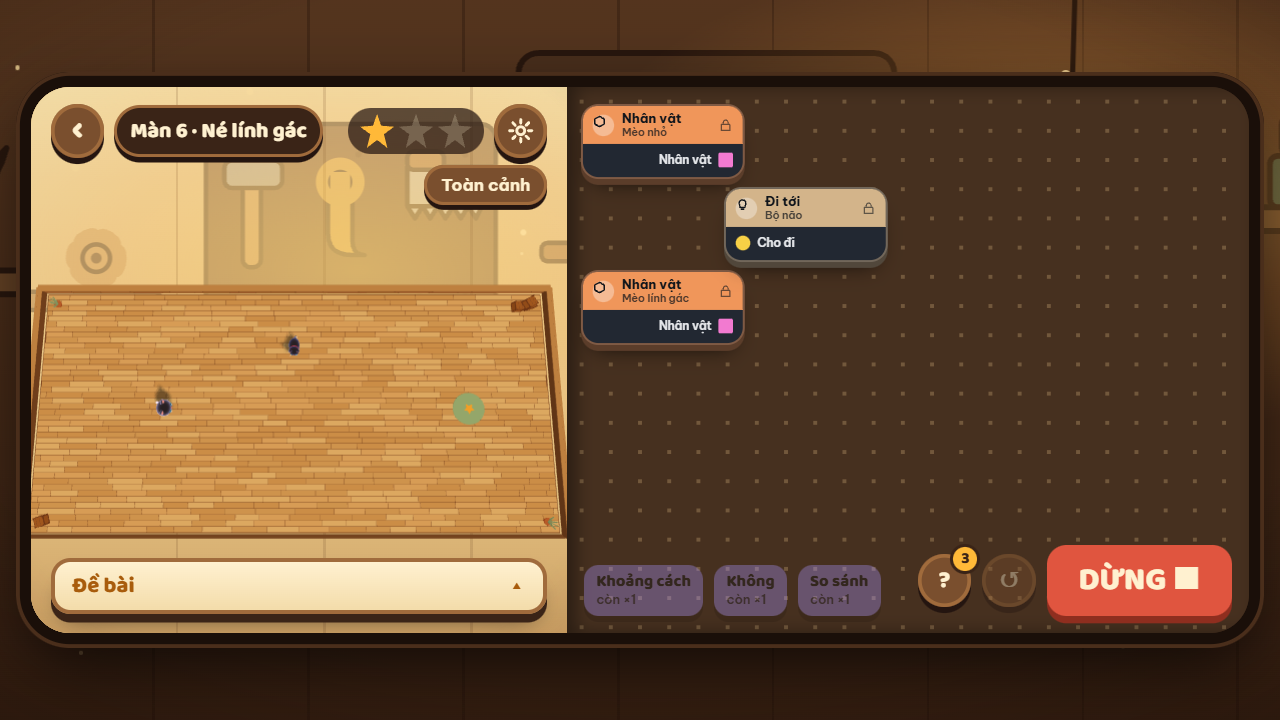 Màn 6 · Né lính gác
Toàn cảnh
Đề bài
Nhân vật
Mèo nhỏ
Nhân vật
Đi tới
Bộ não
Cho đi
Nhân vật
Mèo lính gác
Nhân vật
Khoảng cách
còn ×1
Không
còn ×1
So sánh
còn ×1
?
3
DỪNG